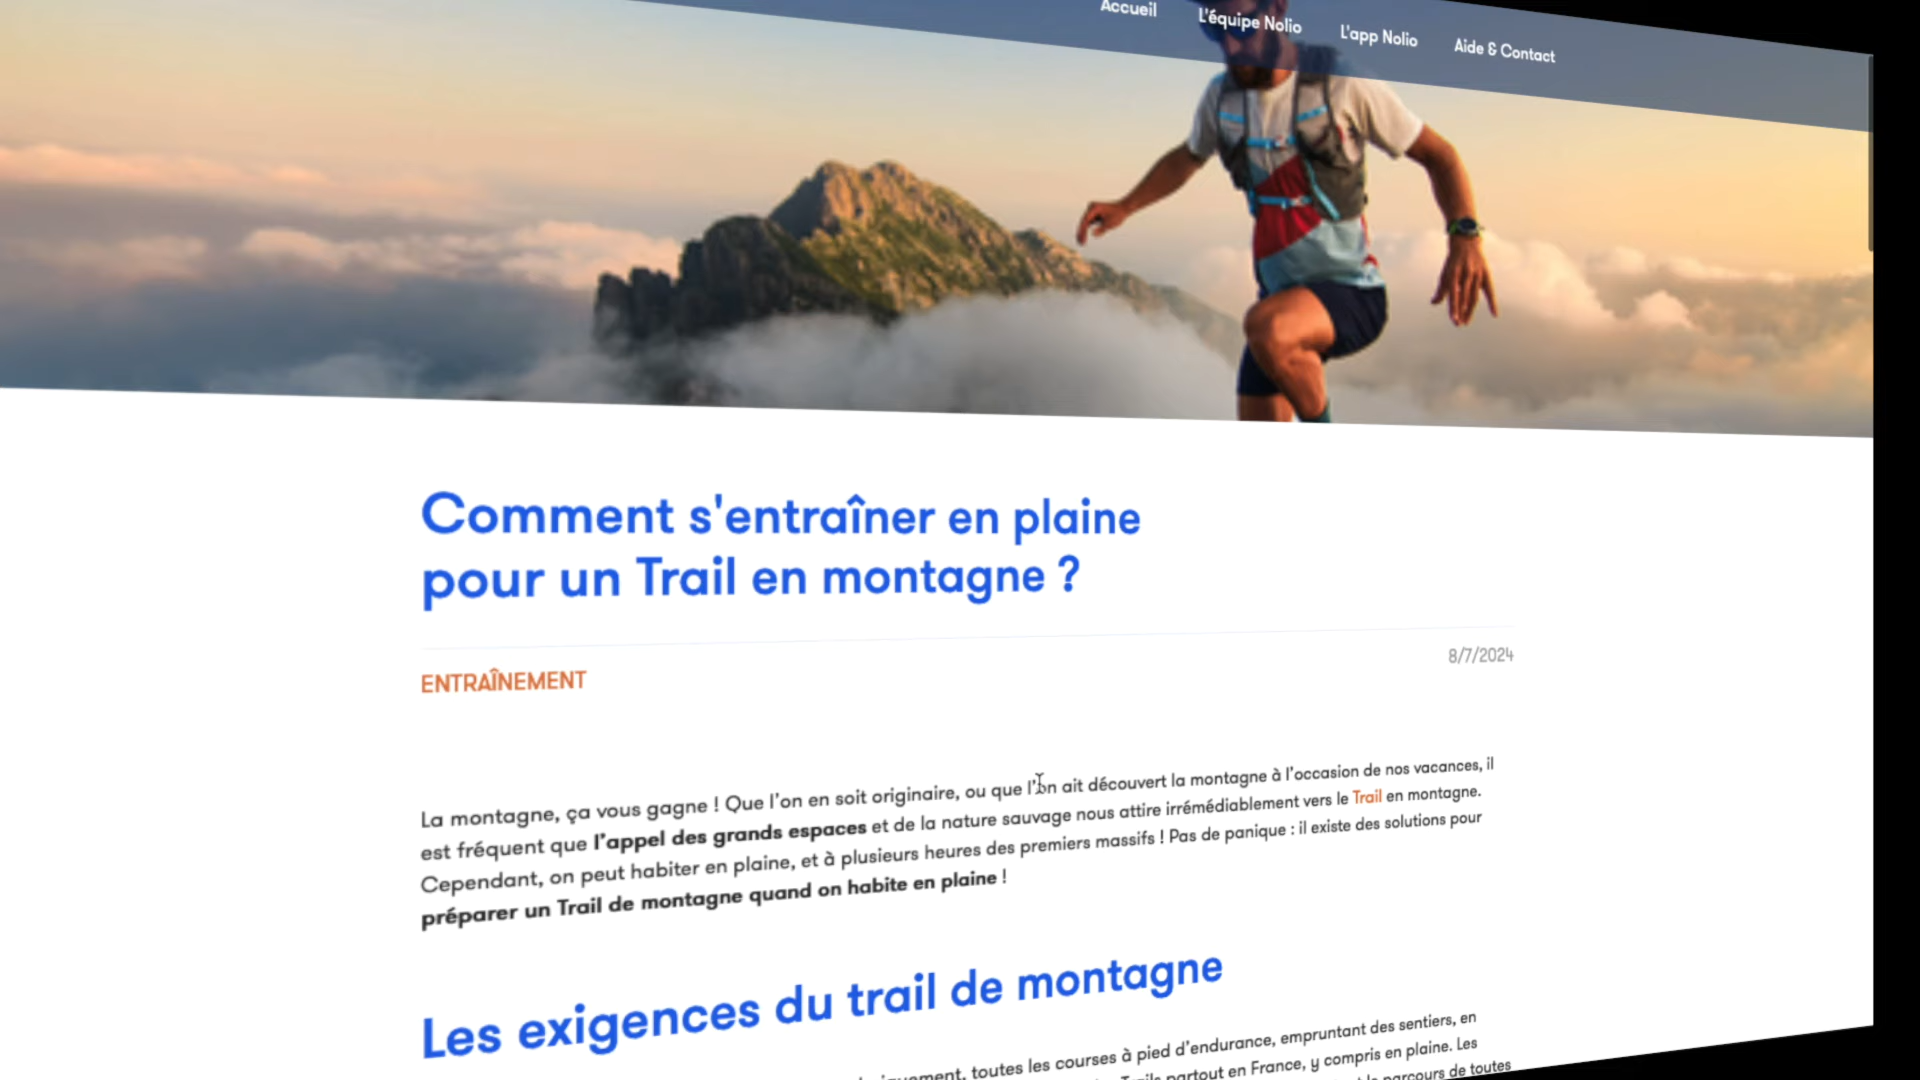 Accueil L'équipe Nolio L'app Nolio Aide & Contact
Comment s'entraîner en plaine
pour un Trail en montagne ?
ENTRAÎNEMENT
8/7/2024
La montagne, ça vous gagne ! Que l’on en soit originaire, ou que l’on ait découvert la montagne à l’occasion de nos vacances, il
est fréquent que l’appel des grands espaces et de la nature sauvage nous attire irrémédiablement vers le Trail en montagne.
Cependant, on peut habiter en plaine, et à plusieurs heures des premiers massifs ! Pas de panique : il existe des solutions pour
préparer un Trail de montagne quand on habite en plaine !
Les exigences du trail de montagne
toutes les courses à pied d’endurance, empruntant des sentiers, en
Trails partout en France, y compris en plaine. Les
parcours de toutes